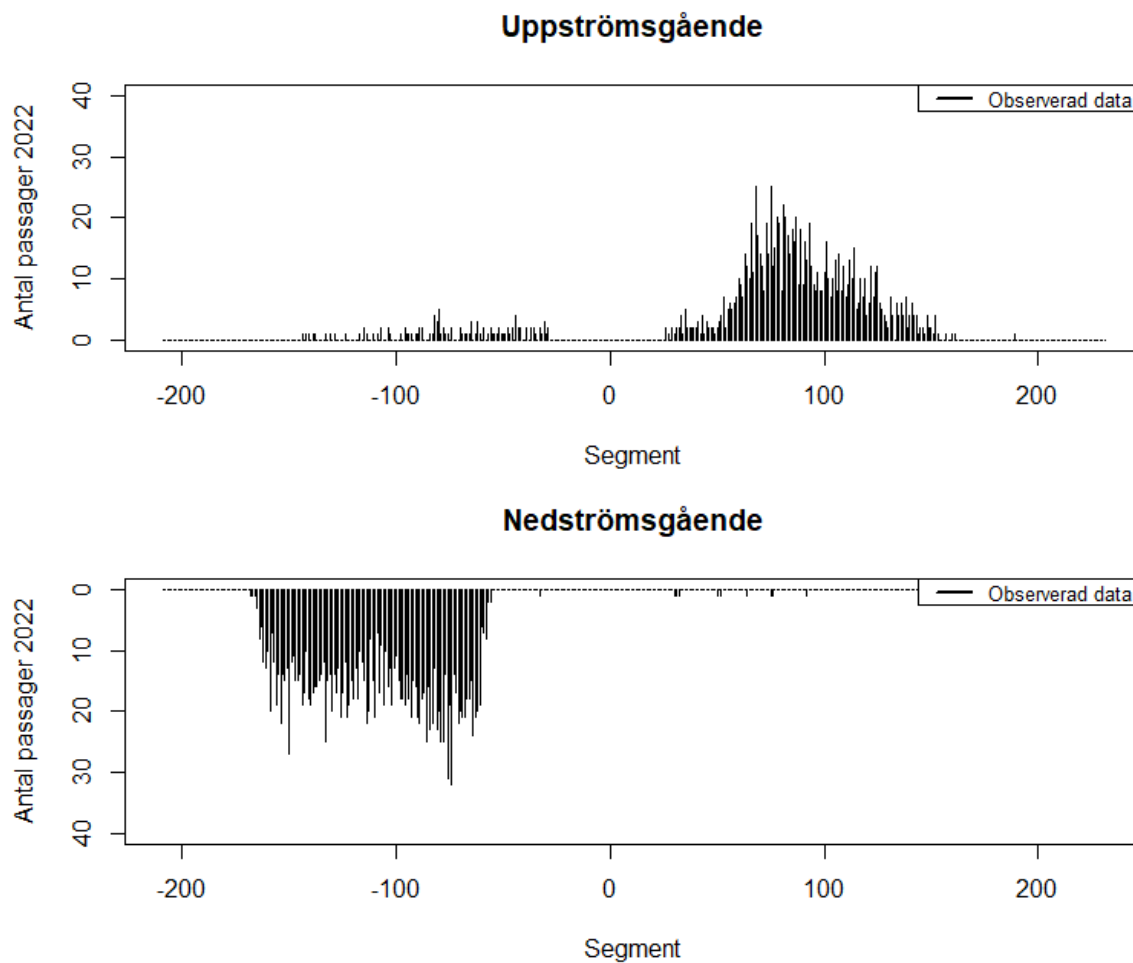 Uppströmsgående
Observerad data
Antal passager 2022
40
30
20
10
0
-200 -100 0 100 200
Segment
Nedströmsgående
Observerad data
Antal passager 2022
0
10
20
30
40
-200 -100 0 100 200
Segment